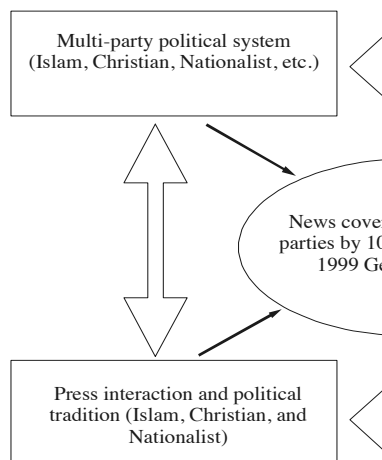 Multi-party political system
(Islam, Christian, Nationalist, etc.)
News cover
parties by 10
1999 Ge
Press interaction and political
tradition (Islam, Christian, and
Nationalist)